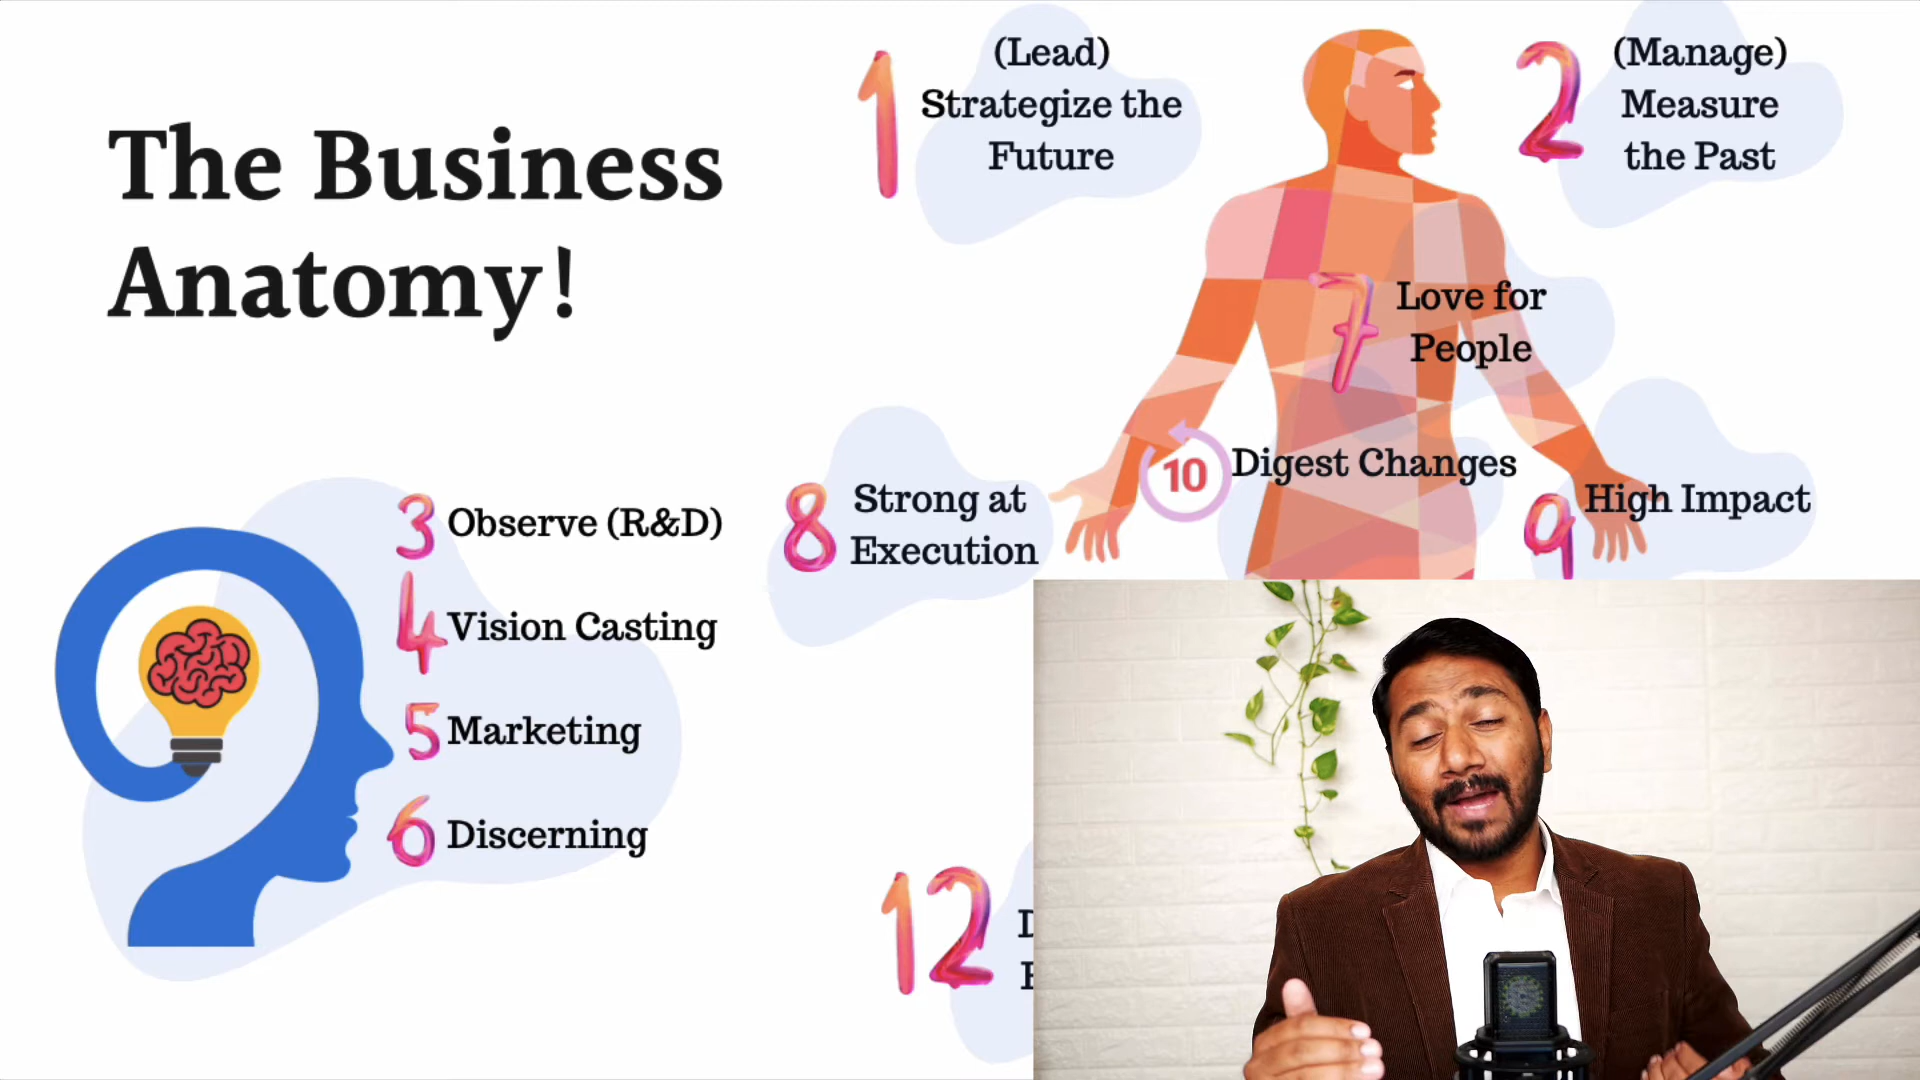 The Business
Anatomy!
1
(Lead)
Strategize the
Future
2
(Manage)
Measure
the Past
7
Love for
People
10
Digest Changes
3
Observe (R&D)
4
Vision Casting
5
Marketing
6
Discerning
8
Strong at
Execution
9
High Impact
12